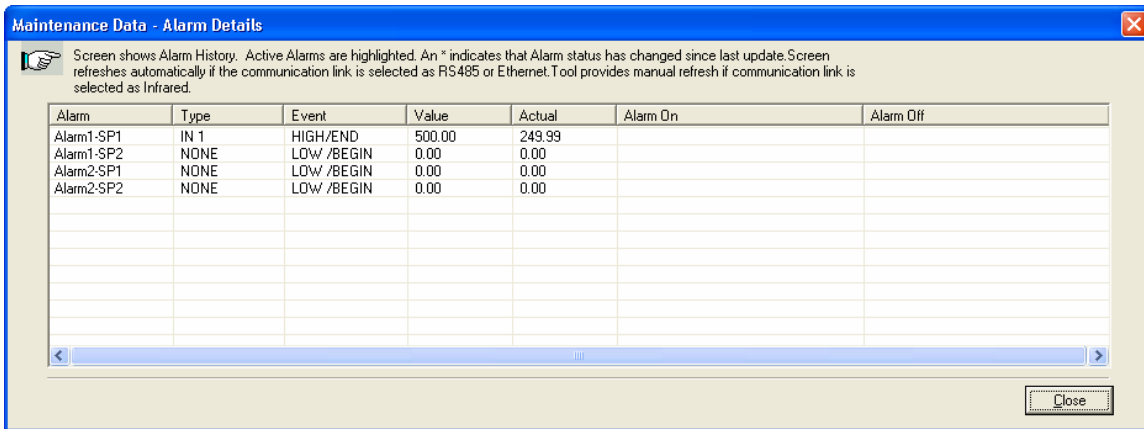 Maintenance Data - Alarm Details
Screen shows Alarm History.  Active Alarms are highlighted. An * indicates that Alarm status has changed since last update.Screen
refreshes automatically if the communication link is selected as RS485 or Ethernet.Tool provides manual refresh if communication link is
selected as Infrared.
Alarm Type Event Value Actual Alarm On Alarm Off
Alarm1-SP1 IN 1 HIGH/END 500.00 249.99
Alarm1-SP2 NONE LOW /BEGIN 0.00 0.00
Alarm2-SP1 NONE LOW /BEGIN 0.00 0.00
Alarm2-SP2 NONE LOW /BEGIN 0.00 0.00
Close